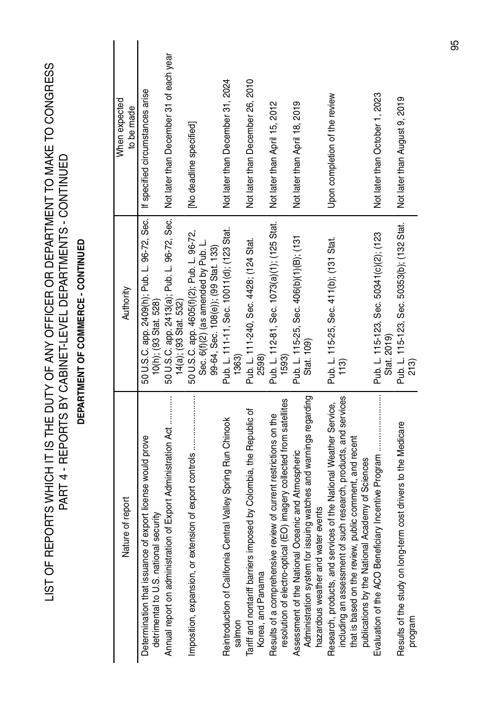 LIST OF REPORTS WHICH IT IS THE DUTY OF ANY OFFICER OR DEPARTMENT TO MAKE TO CONGRESS
PART 4 - REPORTS BY CABINET-LEVEL DEPARTMENTS - CONTINUED
DEPARTMENT OF COMMERCE - CONTINUED
Nature of report
Authority
When expected
to be made
Determination that issuance of export license would prove
detrimental to U.S. national security
50 U.S.C. app. 2409(h); Pub. L. 96-72, Sec.
10(h); (93 Stat. 528)
If specified circumstances arise
Annual report on administration of Export Administration Act ............
50 U.S.C. app. 2413(a); Pub. L. 96-72, Sec.
14(a); (93 Stat. 532)
Not later than December 31 of each year
Imposition, expansion, or extension of export controls ......................
50 U.S.C. app. 4605(f)(2); Pub. L. 96-72,
Sec. 6(f)(2) (as amended by Pub. L.
99-64, Sec. 108(e)); (99 Stat. 133)
[No deadline specified]
Reintroduction of California Central Valley Spring Run Chinook
salmon
Pub. L. 111-11, Sec. 10011(d); (123 Stat.
1363)
Not later than December 31, 2024
Tariff and nontariff barriers imposed by Colombia, the Republic of
Korea, and Panama
Pub. L. 111-240, Sec. 4428; (124 Stat.
2598)
Not later than December 26, 2010
Results of a comprehensive review of current restrictions on the
resolution of electro-optical (EO) imagery collected from satellites
Pub. L. 112-81, Sec. 1073(a)(1); (125 Stat.
1593)
Not later than April 15, 2012
Assessment of the National Oceanic and Atmospheric
Administration system for issuing watches and warnings regarding
hazardous weather and water events
Pub. L. 115-25, Sec. 406(b)(1)(B); (131
Stat. 109)
Not later than April 18, 2019
Research, products, and services of the National Weather Service,
including an assessment of such research, products, and services
that is based on the review, public comment, and recent
publications by the National Academy of Sciences
Pub. L. 115-25, Sec. 411(b); (131 Stat.
113)
Upon completion of the review
Evaluation of the ACO Beneficiary Incentive Program ......................
Pub. L. 115-123, Sec. 50341(c)(2); (123
Stat. 2019)
Not later than October 1, 2023
Results of the study on long-term cost drivers to the Medicare
program
Pub. L. 115-123, Sec. 50353(b); (132 Stat.
213)
Not later than August 9, 2019
95